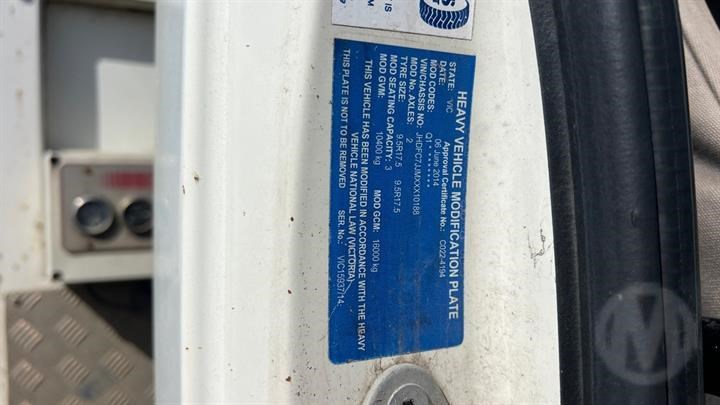 HEAVY VEHICLE MODIFICATION PLATE
STATE: VIC Approval Certificate No.: C022-4194
DATE: 06 June 2014
MOD CODES: Q1 - - - - - - -
VIN/CHASSIS NO: JHDFC7JJMXXX10188
MOD No. AXLES: 2
TYRE SIZE: 9.5R17.5 9.5R17.5
MOD SEATING CAPACITY: 3
MOD GVM: 10400 kg MOD GCM: 16000 kg
THIS VEHICLE HAS BEEN MODIFIED IN ACCORDANCE WITH THE HEAVY
VEHICLE NATIONAL LAW (VICTORIA)
THIS PLATE IS NOT TO BE REMOVED SER. No.: VIC15937/14:
IS
M